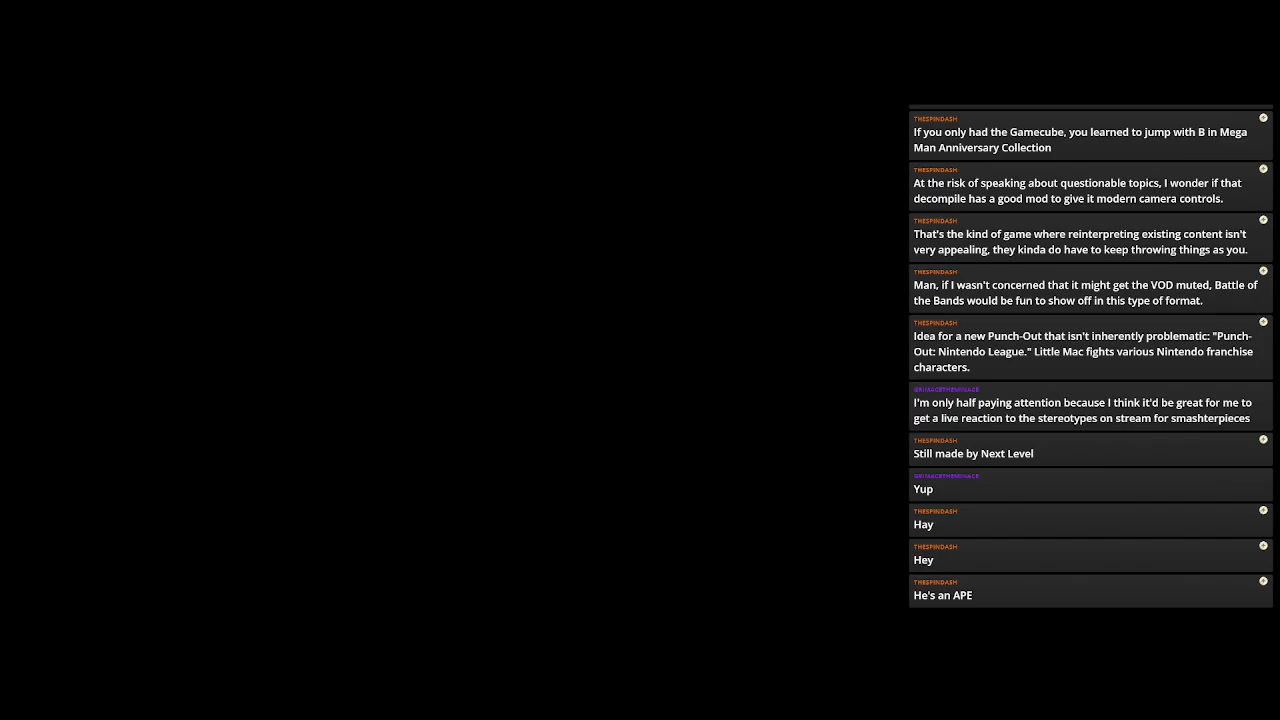 THESPINDASH
If you only had the Gamecube, you learned to jump with B in Mega
Man Anniversary Collection
THESPINDASH
At the risk of speaking about questionable topics, I wonder if that
decompile has a good mod to give it modern camera controls.
THESPINDASH
That's the kind of game where reinterpreting existing content isn't
very appealing, they kinda do have to keep throwing things as you.
THESPINDASH
Man, if I wasn't concerned that it might get the VOD muted, Battle of
the Bands would be fun to show off in this type of format.
THESPINDASH
Idea for a new Punch-Out that isn't inherently problematic: "Punch-
Out: Nintendo League." Little Mac fights various Nintendo franchise
characters.
GRIMACETHEMENACE
I'm only half paying attention because I think it'd be great for me to
get a live reaction to the stereotypes on stream for smashterpieces
THESPINDASH
Still made by Next Level
GRIMACETHEMENACE
Yup
THESPINDASH
Hay
THESPINDASH
Hey
THESPINDASH
He's an APE